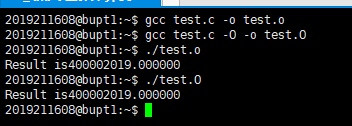 2019211608@bupt1:~$ gcc test.c -o test.o
2019211608@bupt1:~$ gcc test.c -O -o test.O
2019211608@bupt1:~$ ./test.o
Result is400002019.000000
2019211608@bupt1:~$ ./test.O
Result is400002019.000000
2019211608@bupt1:~$